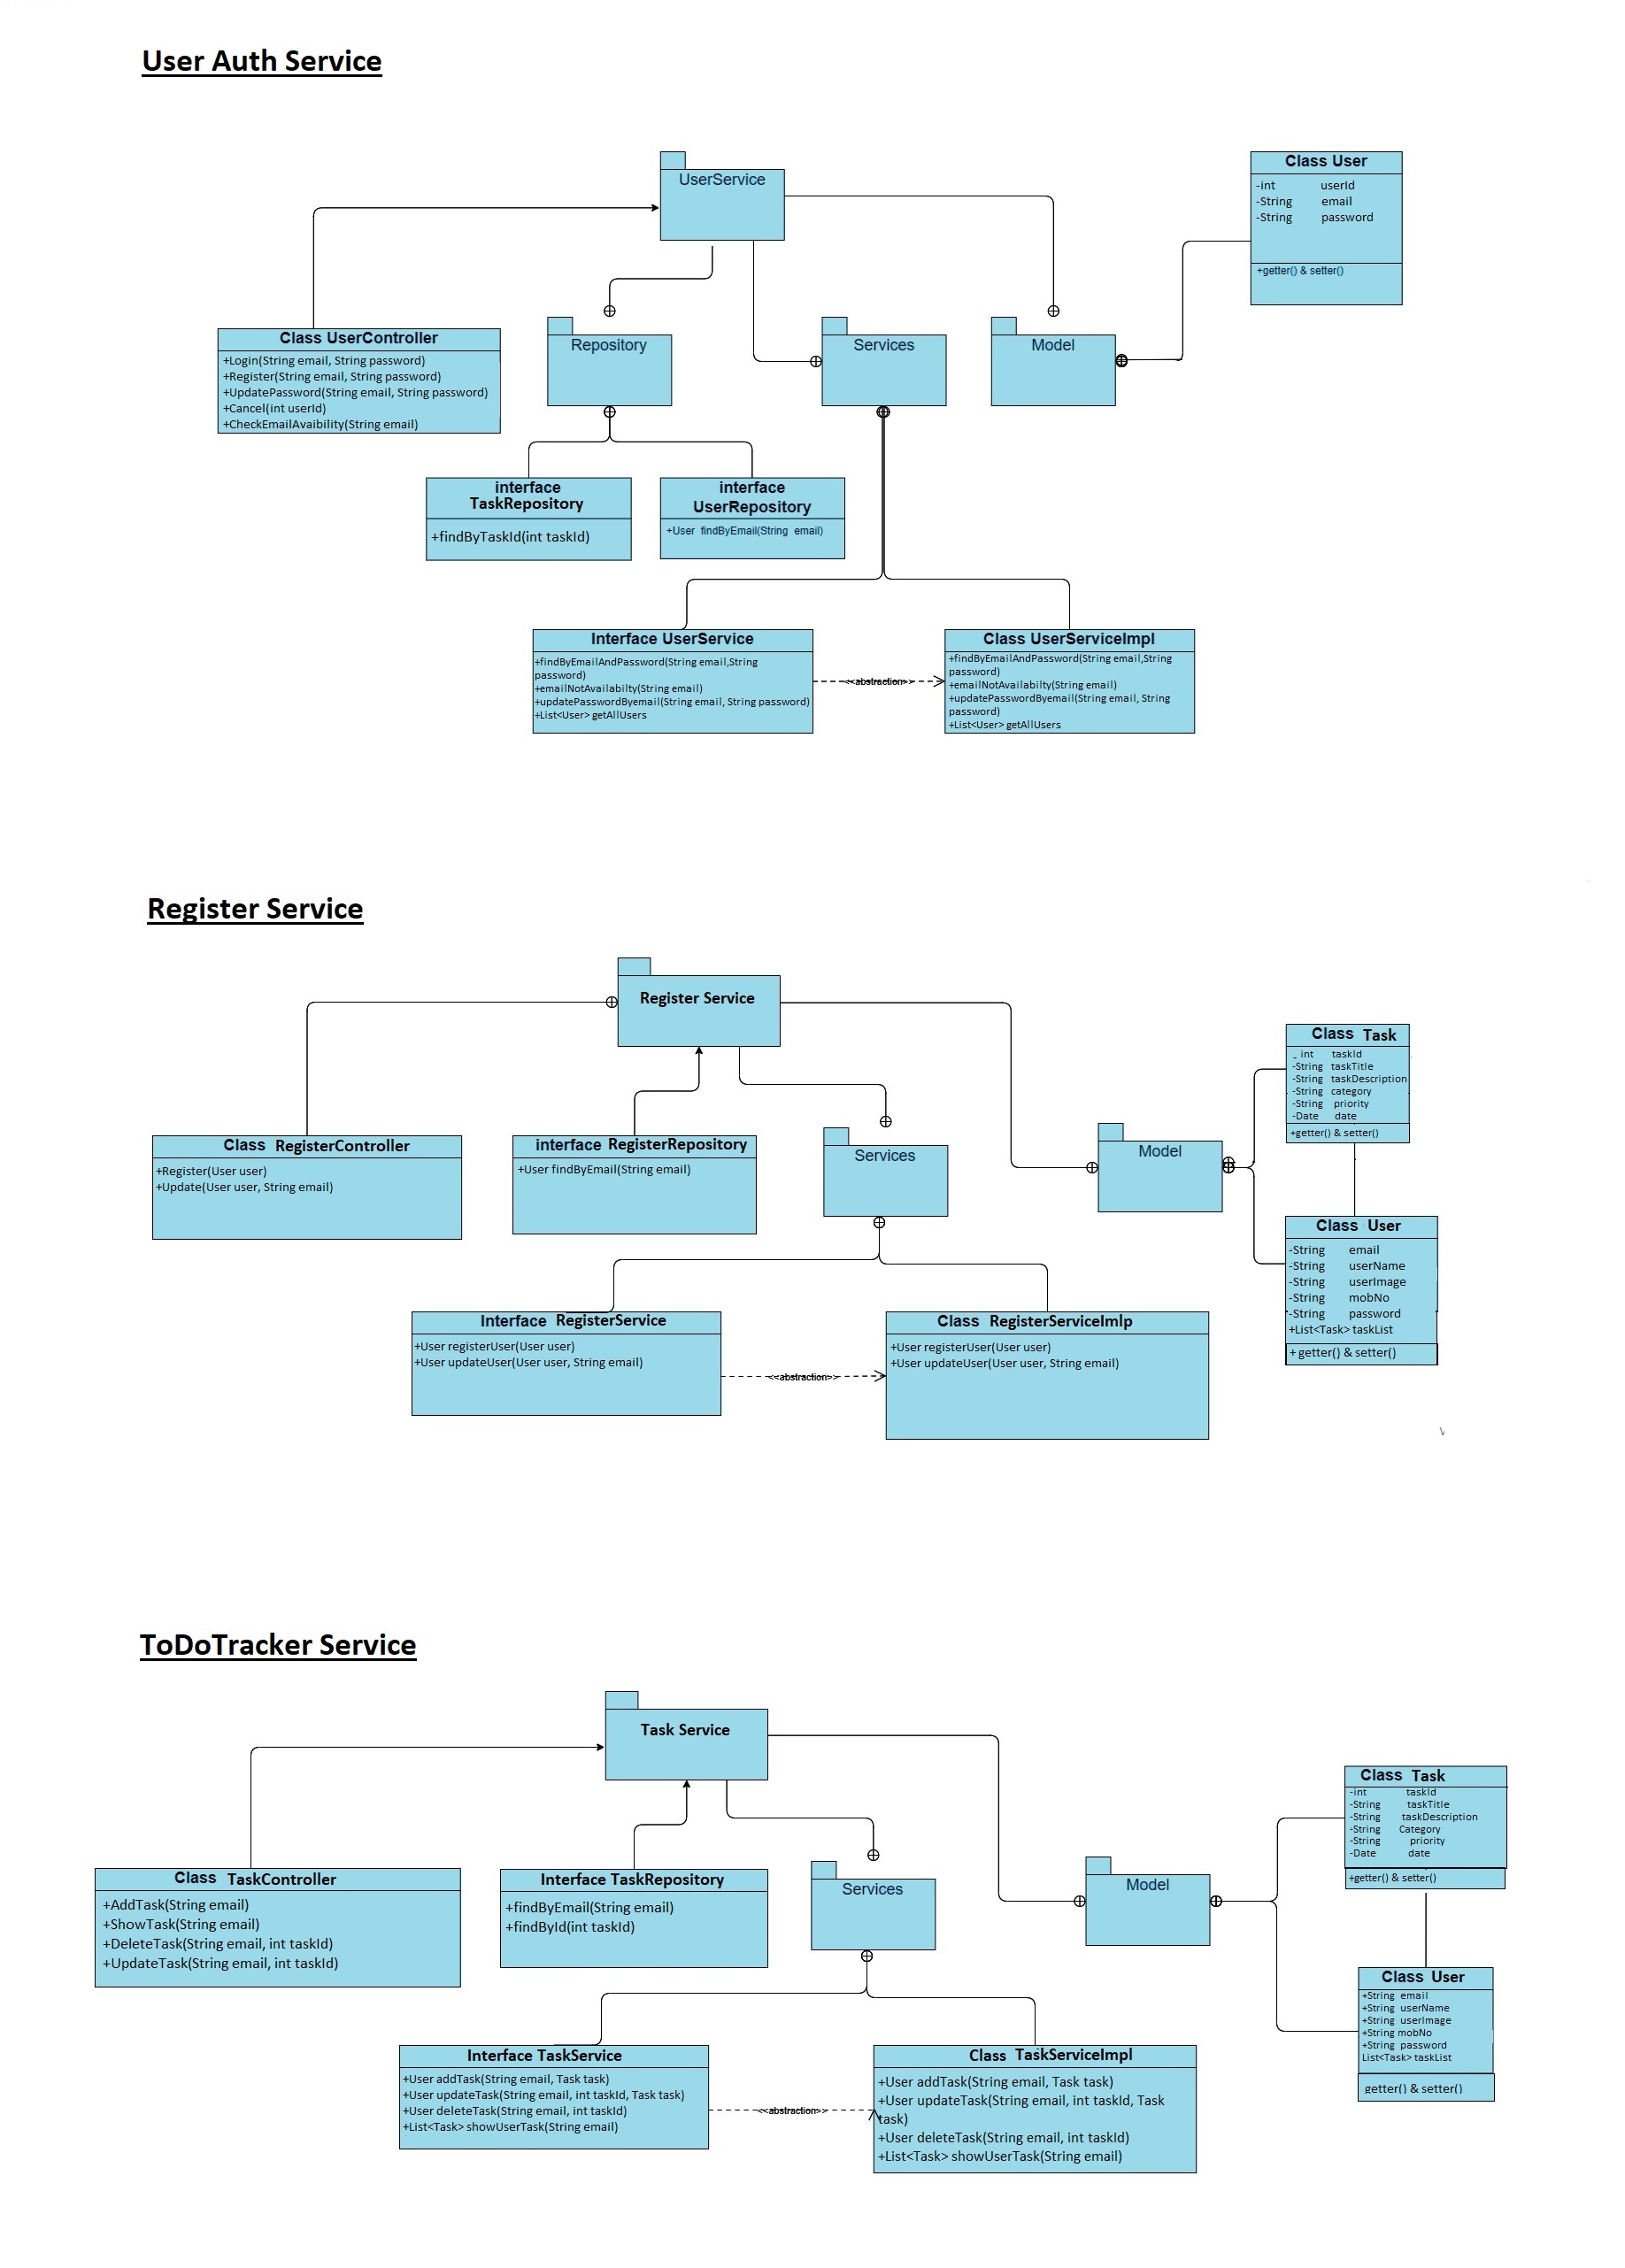 User Auth Service
UserService
Class User
-int userId
-String email
-String password
+getter() & setter()
Class UserController
+Login(String email, String password)
+Register(String email, String password)
+UpdatePassword(String email, String password)
+Cancel(int userId)
+CheckEmailAvaibility(String email)
Repository
Services
Model
interface
TaskRepository
+findByTaskId(int taskId)
interface
UserRepository
+User findByEmail(String email)
Interface UserService
+findByEmailAndPassword(String email,String
password)
+emailNotAvailabilty(String email)
+updatePasswordByemail(String email, String password)
+List<User> getAllUsers
<<abstraction>>
Class UserServiceImpl
+findByEmailAndPassword(String email,String
password)
+emailNotAvailabilty(String email)
+updatePasswordByemail(String email, String
password)
+List<User> getAllUsers
Register Service
Register Service
Class Task
_ int taskId
-String taskTitle
-String taskDescription
-String category
-String priority
-Date date
+getter() & setter()
Class RegisterController
+Register(User user)
+Update(User user, String email)
interface RegisterRepository
+User findByEmail(String email)
Services
Model
Class User
-String email
-String userName
-String userImage
-String mobNo
-String password
+List<Task> taskList
+ getter() & setter()
Interface RegisterService
+User registerUser(User user)
+User updateUser(User user, String email)
<<abstraction>>
Class RegisterServiceImlp
+User registerUser(User user)
+User updateUser(User user, String email)
ToDoTracker Service
Task Service
Class Task
-int taskId
-String taskTitle
-String taskDescription
-String Category
-String priority
-Date date
+getter() & setter()
Class TaskController
+AddTask(String email)
+ShowTask(String email)
+DeleteTask(String email, int taskId)
+UpdateTask(String email, int taskId)
Interface TaskRepository
+findByEmail(String email)
+findById(int taskId)
Services
Model
Class User
+String email
+String userName
+String userImage
+String mobNo
+String password
List<Task> taskList
getter() & setter()
Interface TaskService
+User addTask(String email, Task task)
+User updateTask(String email, int taskId, Task task)
+User deleteTask(String email, int taskId)
+List<Task> showUserTask(String email)
<<abstraction>>
Class TaskServiceImpl
+User addTask(String email, Task task)
+User updateTask(String email, int taskId, Task
task)
+User deleteTask(String email, int taskId)
+List<Task> showUserTask(String email)